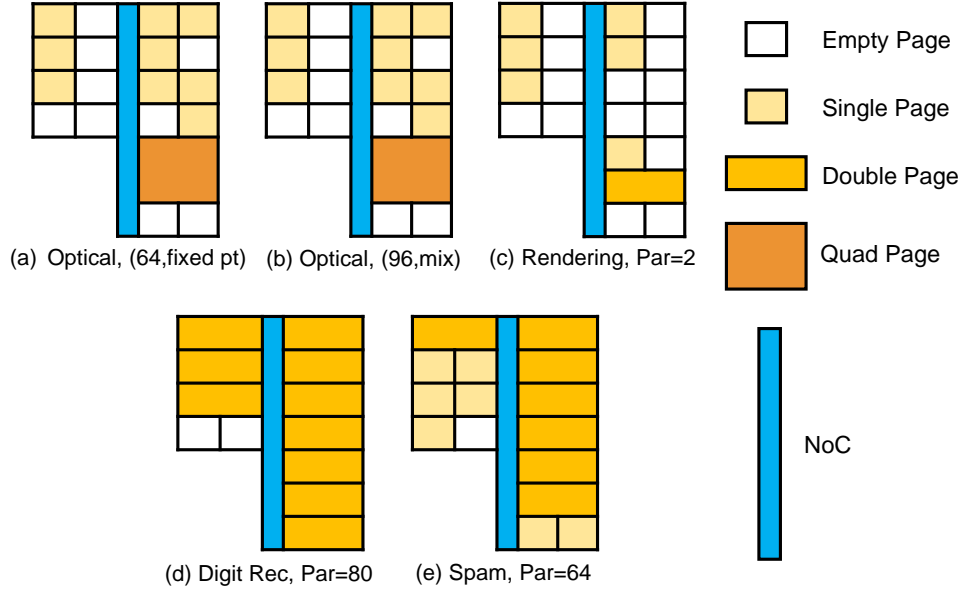 Empty Page
Single Page
Double Page
Quad Page
(a) Optical, (64,fixed pt)
(b) Optical, (96,mix)
(c) Rendering, Par=2
NoC
(d) Digit Rec, Par=80
(e) Spam, Par=64